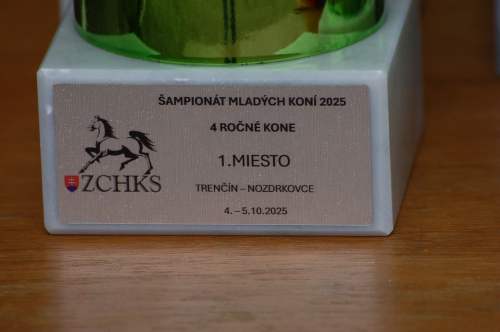 ŠAMPIONÁT MLADÝCH KONÍ 2025
4 ROČNÉ KONE
1.MIESTO
ZCHKS
TRENČÍN – NOZDRKOVCE
4. – 5.10.2025